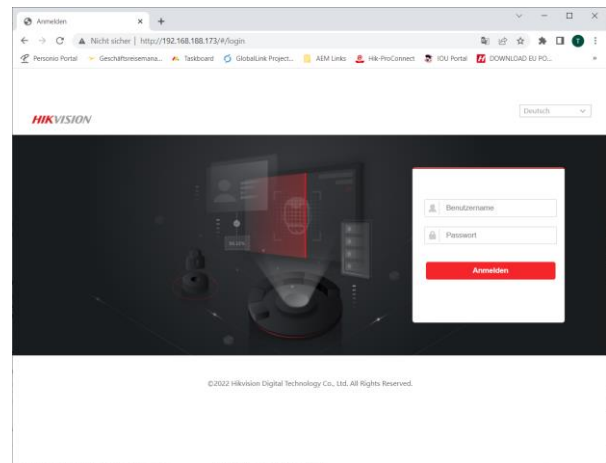 Anmelden
Nicht sicher | http://192.168.188.173/#/login
Personio Portal Geschäftsreisemana... Taskboard GlobalLink Project... AEM Links Hik-ProConnect IOU Portal DOWNLOAD EU PO... »
HIKVISION
Deutsch
Benutzername
Passwort
Anmelden
©2022 Hikvision Digital Technology Co., Ltd. All Rights Reserved.